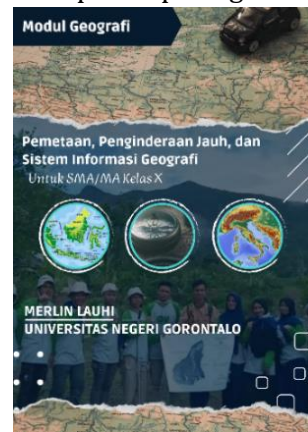 Modul Geografi
Pemetaan, Penginderaan Jauh, dan
Sistem Informasi Geografi
Untuk SMA/MA Kelas X
MERLIN LAUHI
UNIVERSITAS NEGERI GORONTALO